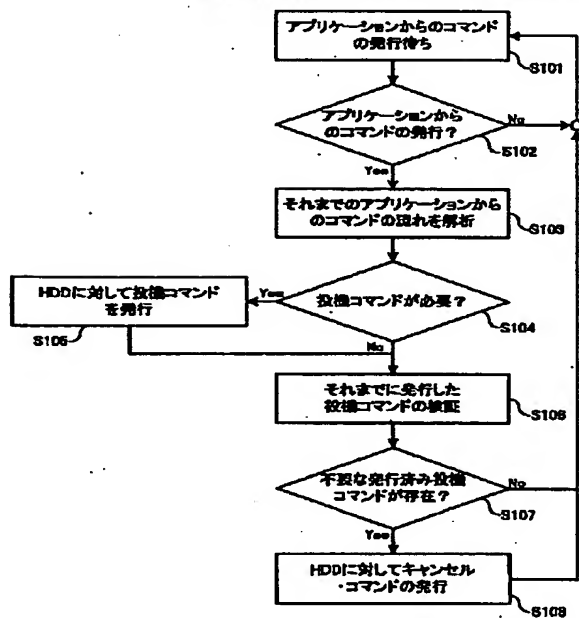 アプリケーションからのコマンド
の発行待ち
S101
アプリケーションから
のコマンドの発行?
No
S102
Yes
それまでのアプリケーションから
のコマンドの流れを解析
S103
HDDに対して投機コマンド
を発行
Yes
投機コマンドが必要?
S105
S104
No
それまでに発行した
投機コマンドの検証
S106
不要な発行済み投機
コマンドが存在?
No
S107
Yes
HDDに対してキャンセル
・コマンドの発行
S108